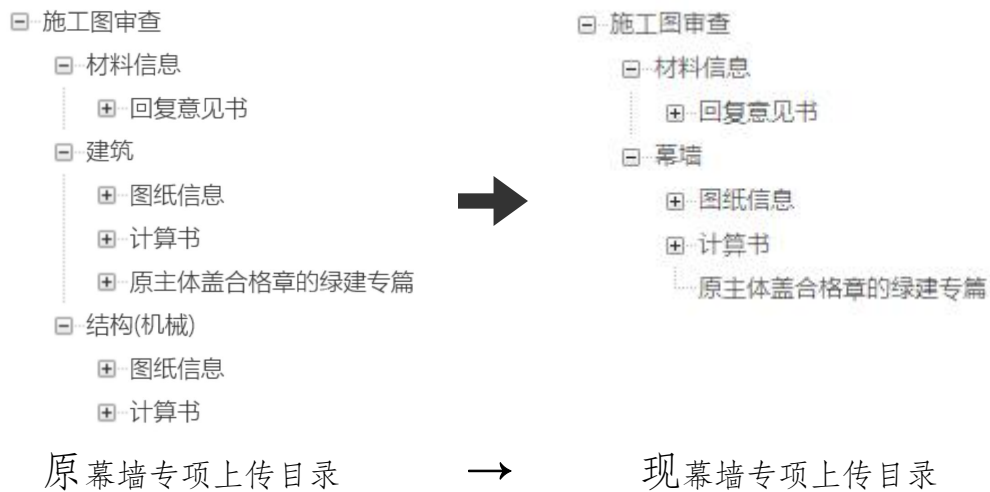 施工图审查
材料信息
回复意见书
建筑
图纸信息
计算书
原主体盖合格章的绿建专篇
结构(机械)
图纸信息
计算书
原幕墙专项上传目录
→
施工图审查
材料信息
回复意见书
幕墙
图纸信息
计算书
原主体盖合格章的绿建专篇
现幕墙专项上传目录